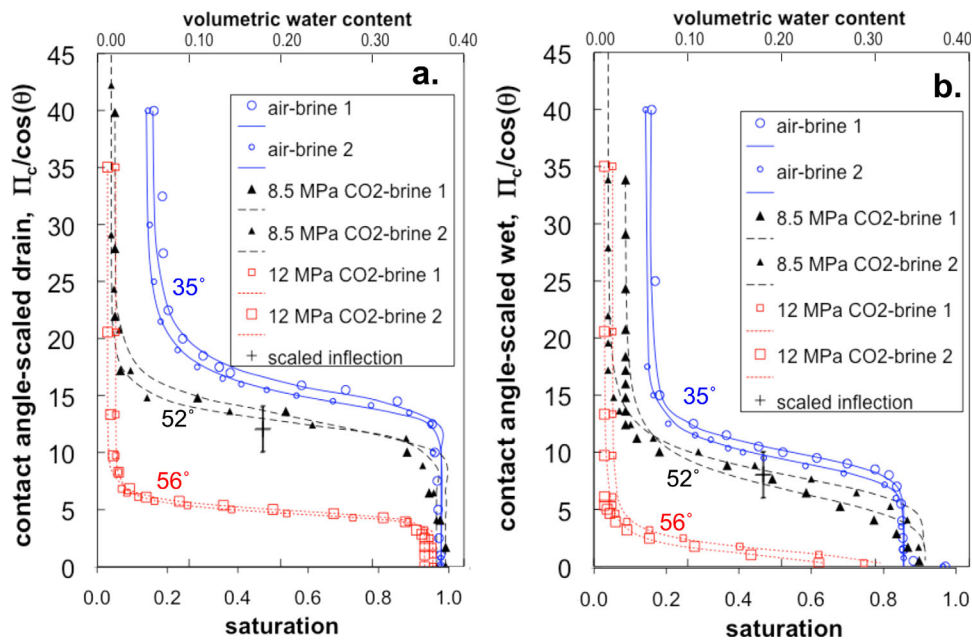 volumetric water content
0.00 0.10 0.20 0.30 0.40
a.
contact angle-scaled drain, Πc/cos(θ)
45
40
35
30
25
20
15
10
5
0
air-brine 1
air-brine 2
8.5 MPa CO2-brine 1
8.5 MPa CO2-brine 2
12 MPa CO2-brine 1
12 MPa CO2-brine 2
scaled inflection
35°
52°
56°
0.0 0.2 0.4 0.6 0.8 1.0
saturation
volumetric water content
0.00 0.10 0.20 0.30 0.40
b.
contact angle-scaled wet, Πc/cos(θ)
45
40
35
30
25
20
15
10
5
0
air-brine 1
air-brine 2
8.5 MPa CO2-brine 1
8.5 MPa CO2-brine 2
12 MPa CO2-brine 1
12 MPa CO2-brine 2
scaled inflection
35°
52°
56°
0.0 0.2 0.4 0.6 0.8 1.0
saturation